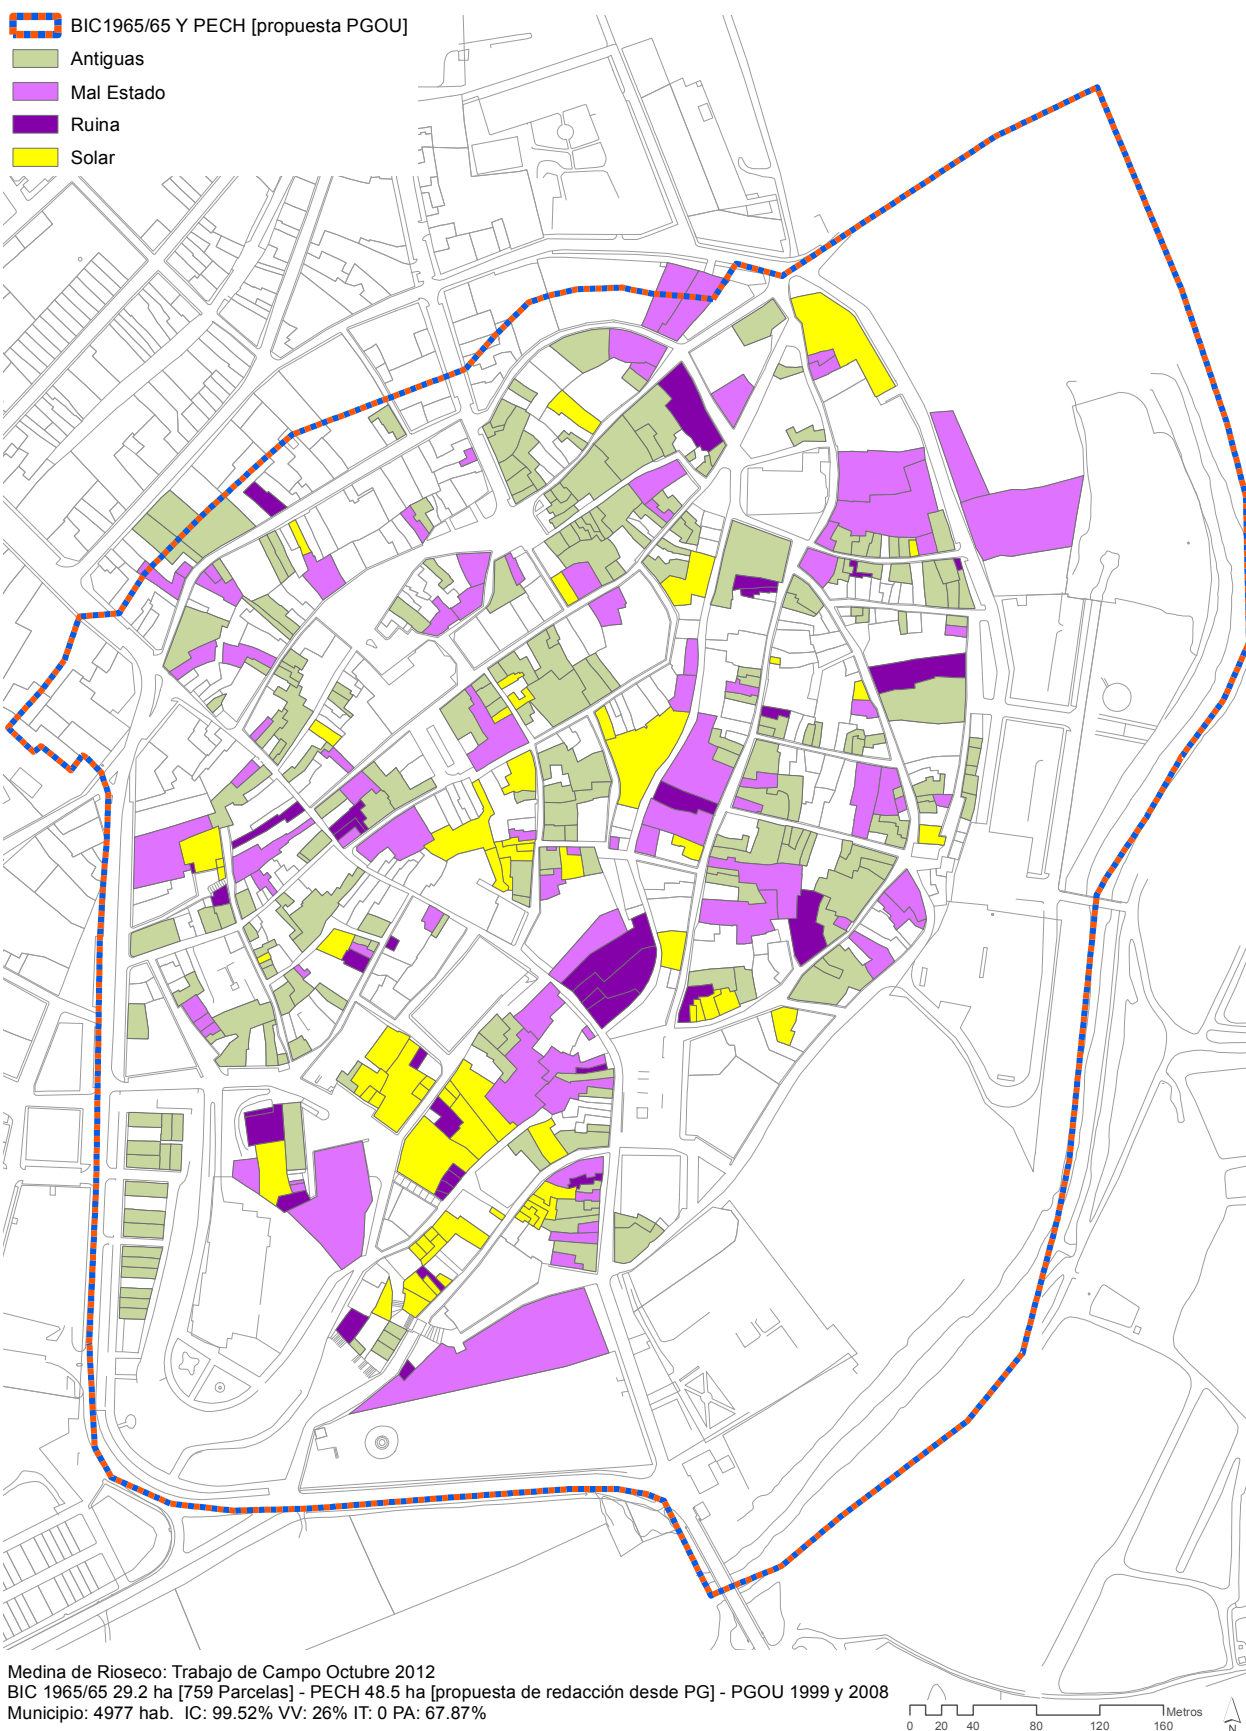 BIC1965/65 Y PECH [propuesta PGOU]
Antiguas
Mal Estado
Ruina
Solar
Medina de Rioseco: Trabajo de Campo Octubre 2012
BIC 1965/65 29.2 ha [759 Parcelas] - PECH 48.5 ha [propuesta de redacción desde PG] - PGOU 1999 y 2008
Municipio: 4977 hab. IC: 99.52% VV: 26% IT: 0 PA: 67.87%
Metros
0 20 40 80 120 160
N